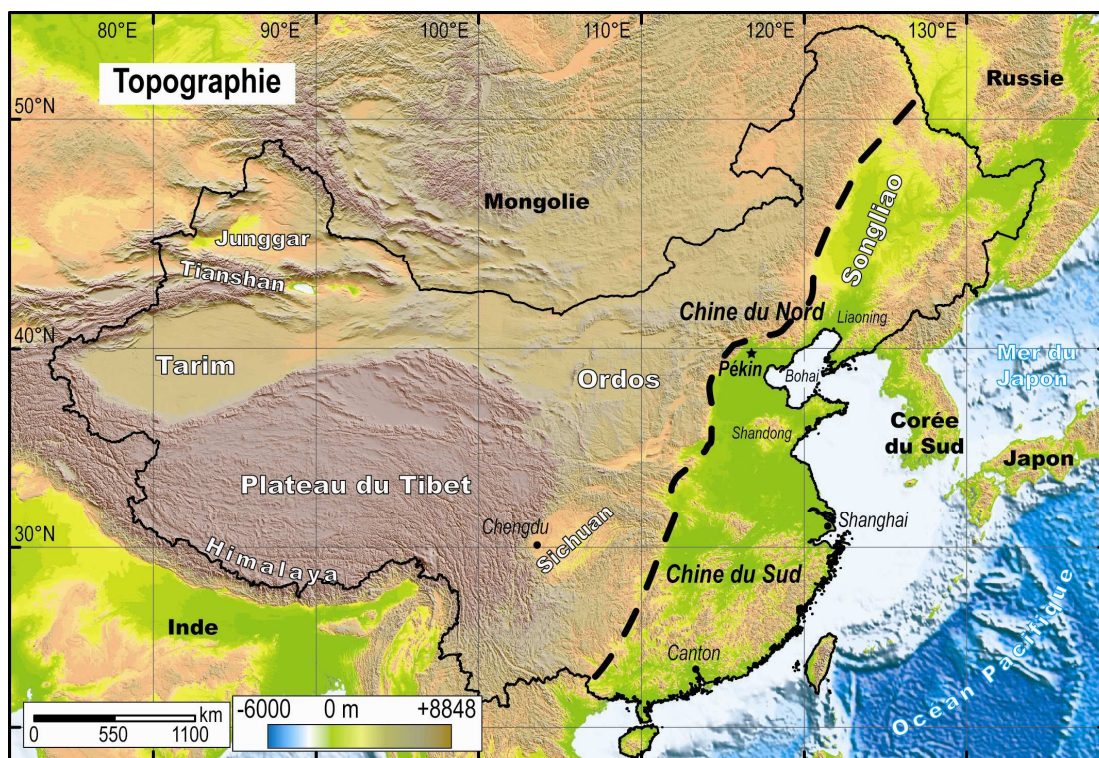 80°E 90°E 100°E 110°E 120°E 130°E
Topographie
Russie
50°N
Mongolie
Songliao
Junggar
Tianshan
Chine du Nord
Liaoning
40°N
Tarim
Ordos
Pékin
Bohai
Mer du
Japon
Corée
du Sud
Shandong
Japon
Plateau du Tibet
Chengdu
Sichuan
Shanghai
30°N
Himalaya
Chine du Sud
Inde
Canton
Océan Pacifique
km
0 550 1100
-6000 0 m +8848